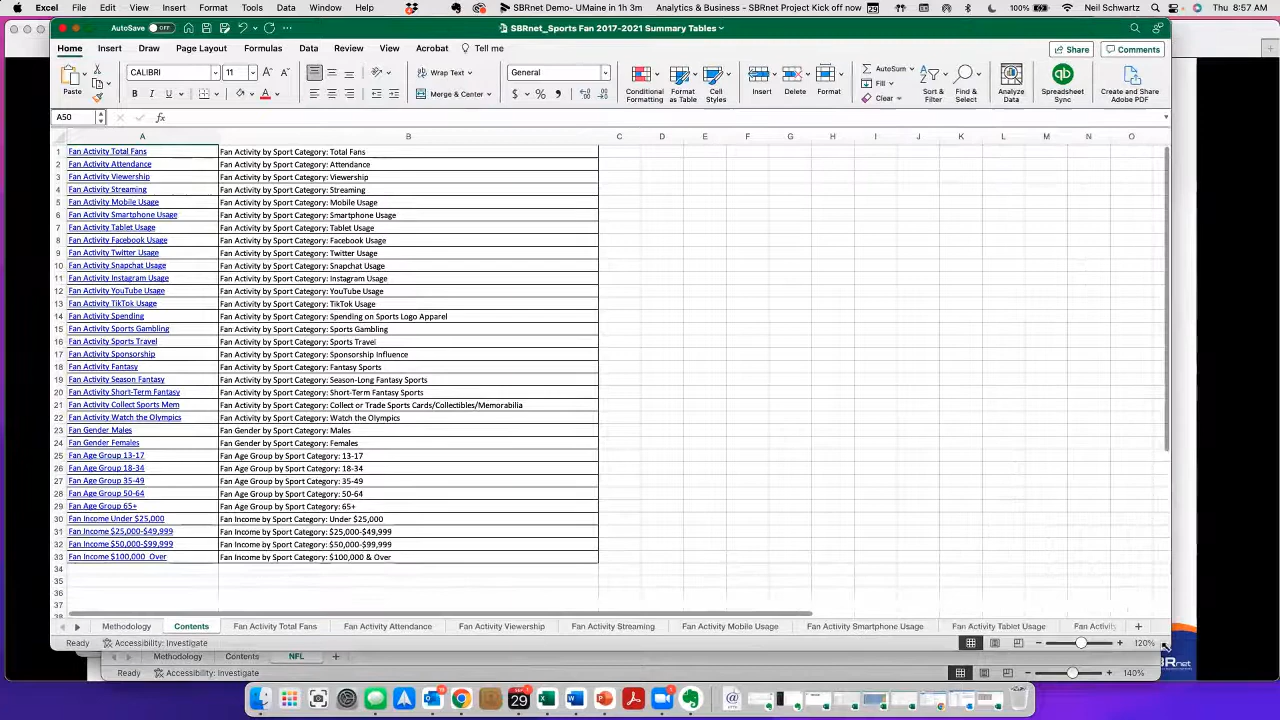 Excel File Edit View Insert Format Tools Data Window Help SBRnet Demo- UMaine in 1h 3m Analytics & Business - SBRnet Project Kick off now 29 100% Neil Schwartz Thu 8:57 AM
AutoSave OFF SBRnet_Sports Fan 2017-2021 Summary Tables
Home Insert Draw Page Layout Formulas Data Review View Acrobat Tell me Share Comments
CALIBRI 11 Wrap Text General AutoSum
Fill
Paste B I U Merge & Center $ % Conditional Formatting Format as Table Cell Styles Insert Delete Format Clear Sort & Filter Find & Select Analyze Data Spreadsheet Sync Create and Share Adobe PDF
A50 fx
A B C D E F G H I J K L M N O
1 Fan Activity Total Fans Fan Activity by Sport Category: Total Fans
2 Fan Activity Attendance Fan Activity by Sport Category: Attendance
3 Fan Activity Viewership Fan Activity by Sport Category: Viewership
4 Fan Activity Streaming Fan Activity by Sport Category: Streaming
5 Fan Activity Mobile Usage Fan Activity by Sport Category: Mobile Usage
6 Fan Activity Smartphone Usage Fan Activity by Sport Category: Smartphone Usage
7 Fan Activity Tablet Usage Fan Activity by Sport Category: Tablet Usage
8 Fan Activity Facebook Usage Fan Activity by Sport Category: Facebook Usage
9 Fan Activity Twitter Usage Fan Activity by Sport Category: Twitter Usage
10 Fan Activity Snapchat Usage Fan Activity by Sport Category: Snapchat Usage
11 Fan Activity Instagram Usage Fan Activity by Sport Category: Instagram Usage
12 Fan Activity YouTube Usage Fan Activity by Sport Category: YouTube Usage
13 Fan Activity TikTok Usage Fan Activity by Sport Category: TikTok Usage
14 Fan Activity Spending Fan Activity by Sport Category: Spending on Sports Logo Apparel
15 Fan Activity Sports Gambling Fan Activity by Sport Category: Sports Gambling
16 Fan Activity Sports Travel Fan Activity by Sport Category: Sports Travel
17 Fan Activity Sponsorship Fan Activity by Sport Category: Sponsorship Influence
18 Fan Activity Fantasy Fan Activity by Sport Category: Fantasy Sports
19 Fan Activity Season Fantasy Fan Activity by Sport Category: Season-Long Fantasy Sports
20 Fan Activity Short-Term Fantasy Fan Activity by Sport Category: Short-Term Fantasy Sports
21 Fan Activity Collect Sports Mem Fan Activity by Sport Category: Collect or Trade Sports Cards/Collectibles/Memorabilia
22 Fan Activity Watch the Olympics Fan Activity by Sport Category: Watch the Olympics
23 Fan Gender Males Fan Gender by Sport Category: Males
24 Fan Gender Females Fan Gender by Sport Category: Females
25 Fan Age Group 13-17 Fan Age Group by Sport Category: 13-17
26 Fan Age Group 18-34 Fan Age Group by Sport Category: 18-34
27 Fan Age Group 35-49 Fan Age Group by Sport Category: 35-49
28 Fan Age Group 50-64 Fan Age Group by Sport Category: 50-64
29 Fan Age Group 65+ Fan Age Group by Sport Category: 65+
30 Fan Income Under $25,000 Fan Income by Sport Category: Under $25,000
31 Fan Income $25,000-$49,999 Fan Income by Sport Category: $25,000-$49,999
32 Fan Income $50,000-$99,999 Fan Income by Sport Category: $50,000-$99,999
33 Fan Income $100,000 Over Fan Income by Sport Category: $100,000 & Over
34
35
36
37
38
Methodology Contents Fan Activity Total Fans Fan Activity Attendance Fan Activity Viewership Fan Activity Streaming Fan Activity Mobile Usage Fan Activity Smartphone Usage Fan Activity Tablet Usage Fan Activity +
Ready Accessibility: Investigate 120%
Methodology Contents NFL +
Ready Accessibility: Investigate 140%
BRnet
SEP
29